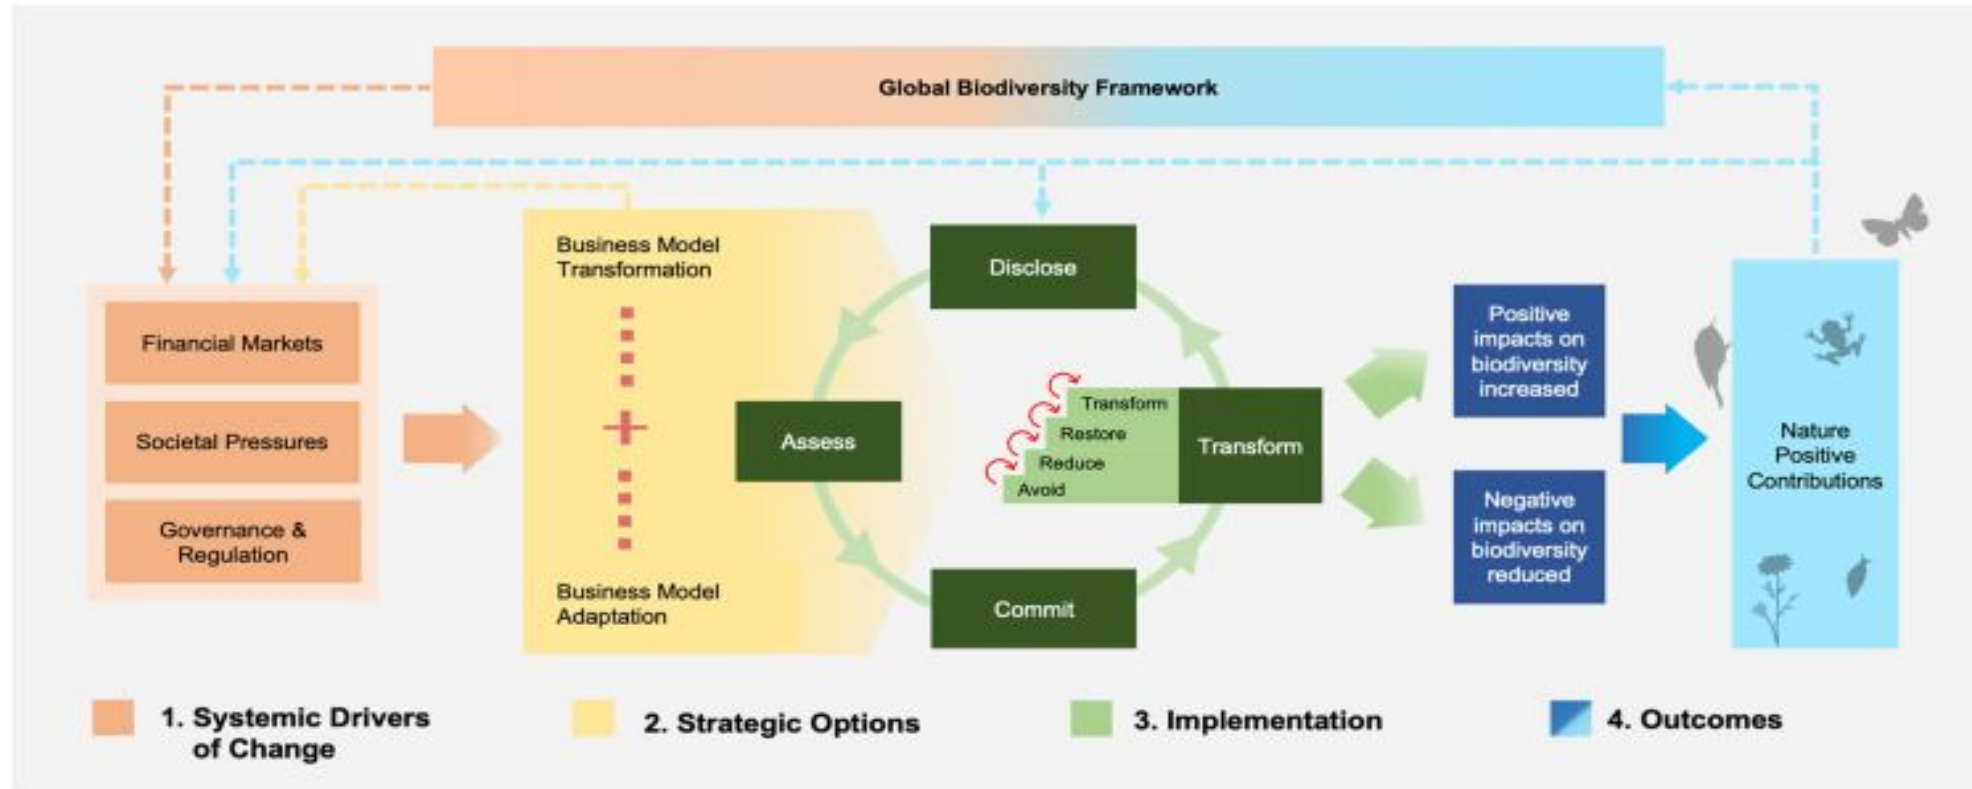 Global Biodiversity Framework
Financial Markets
Societal Pressures
Governance &
Regulation
Business Model
Transformation
Business Model
Adaptation
Disclose
Assess
Commit
Transform
Restore
Reduce
Avoid
Transform
Positive
impacts on
biodiversity
increased
Negative
impacts on
biodiversity
reduced
Nature
Positive
Contributions
1. Systemic Drivers
of Change
2. Strategic Options
3. Implementation
4. Outcomes